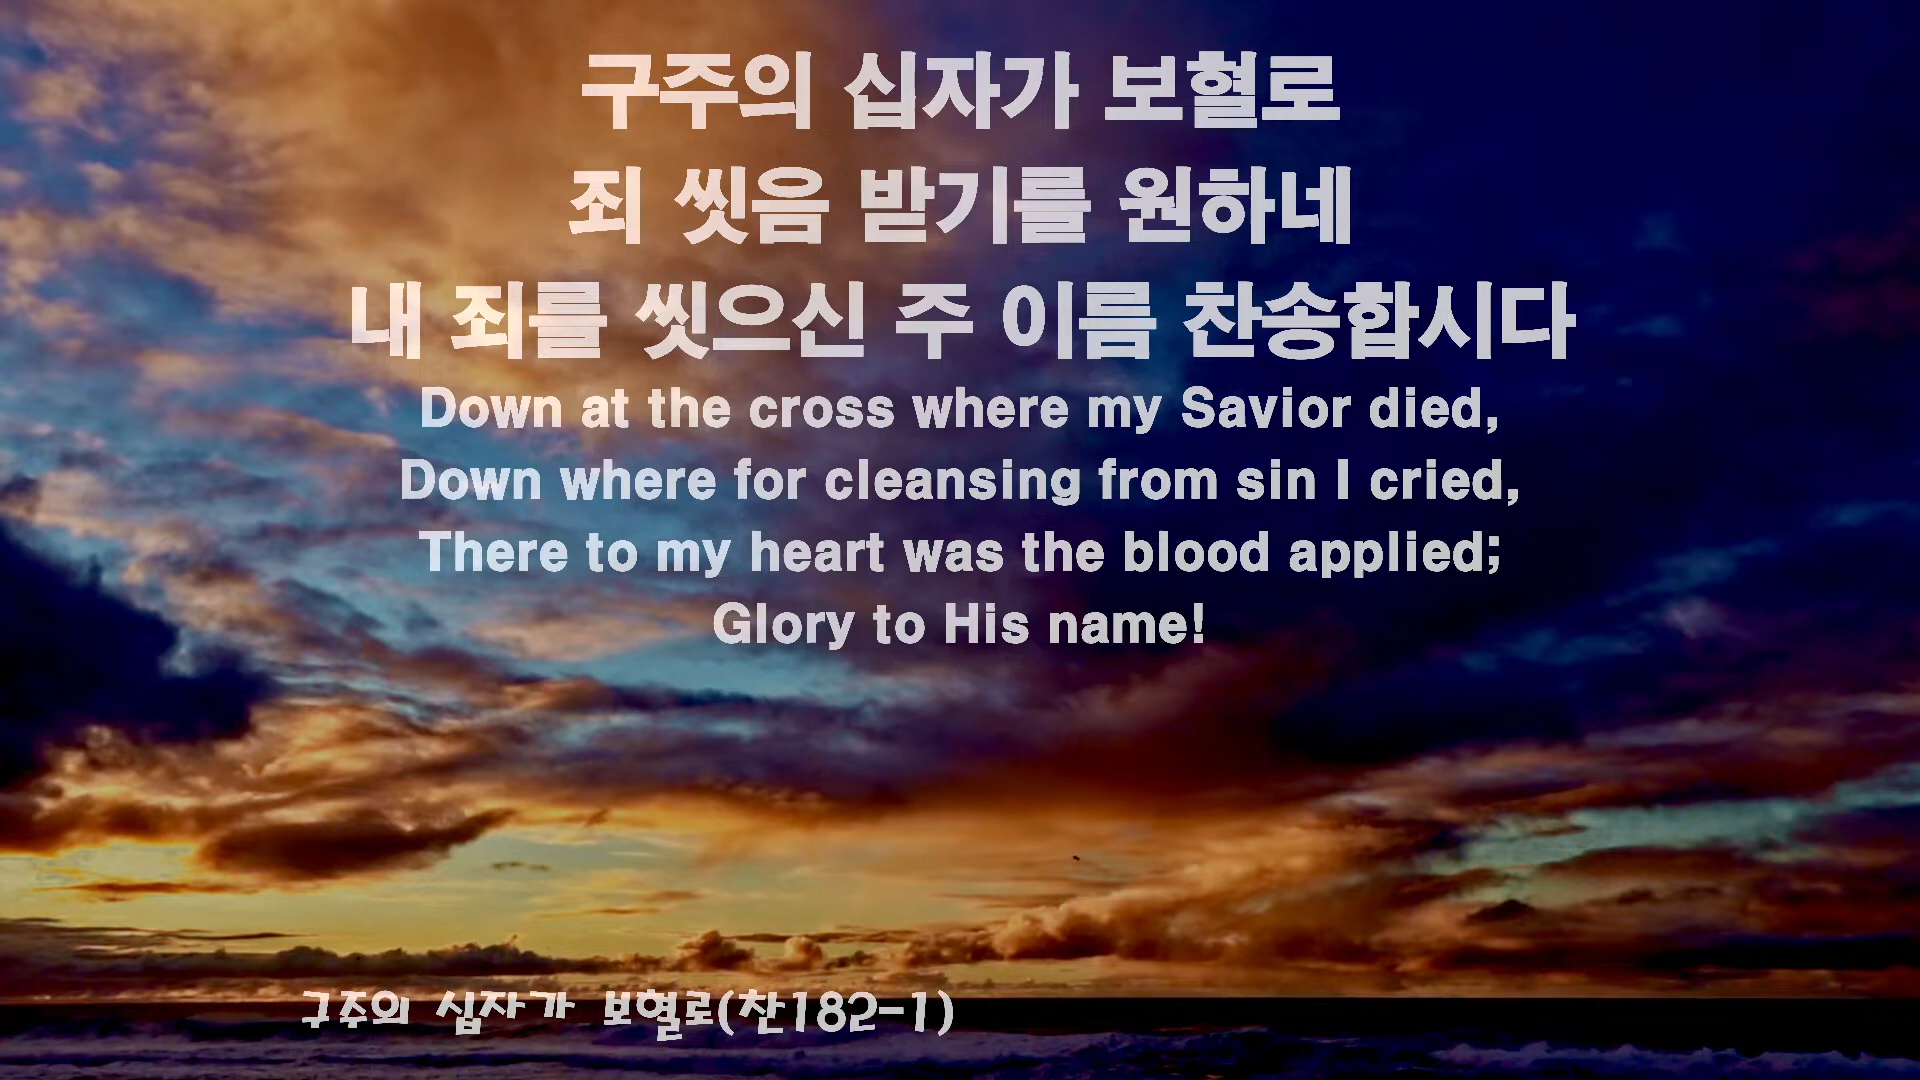 구주의 십자가 보혈로
죄 씻음 받기를 원하네
내 죄를 씻으신 주 이름 찬송합시다
Down at the cross where my Savior died,
Down where for cleansing from sin I cried,
There to my heart was the blood applied;
Glory to His name!
구주의 십자가 보혈로(찬182-1)